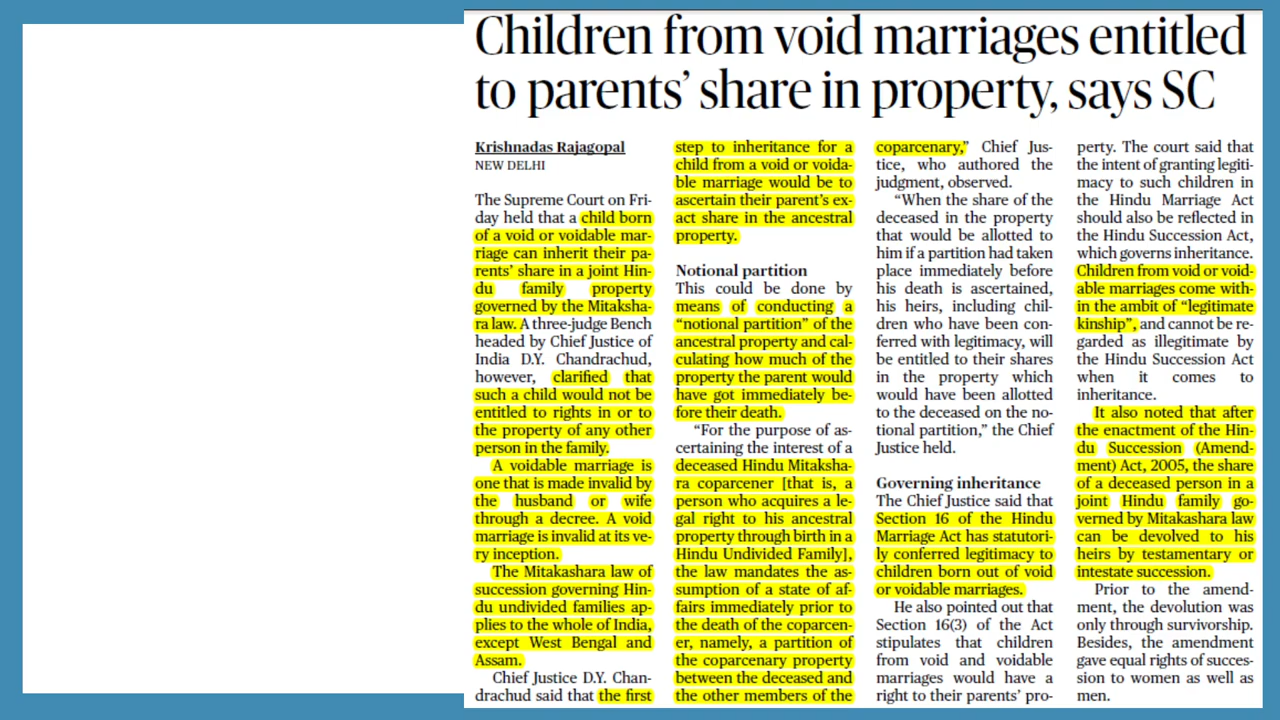 Children from void marriages entitled
to parents’ share in property, says SC
Krishnadas Rajagopal
NEW DELHI
The Supreme Court on Fri-
day held that a child born
of a void or voidable mar-
riage can inherit their pa-
rents’ share in a joint Hin-
du family property
governed by the Mitaksha-
ra law. A three-judge Bench
headed by Chief Justice of
India D.Y. Chandrachud,
however, clarified that
such a child would not be
entitled to rights in or to
the property of any other
person in the family.
A voidable marriage is
one that is made invalid by
the husband or wife
through a decree. A void
marriage is invalid at its ve-
ry inception.
The Mitakashara law of
succession governing Hin-
du undivided families ap-
plies to the whole of India,
except West Bengal and
Assam.
Chief Justice D.Y. Chan-
drachud said that the first
step to inheritance for a
child from a void or voida-
ble marriage would be to
ascertain their parent’s ex-
act share in the ancestral
property.
Notional partition
This could be done by
means of conducting a
“notional partition” of the
ancestral property and cal-
culating how much of the
property the parent would
have got immediately be-
fore their death.
“For the purpose of as-
certaining the interest of a
deceased Hindu Mitaksha-
ra coparcener [that is, a
person who acquires a le-
gal right to his ancestral
property through birth in a
Hindu Undivided Family],
the law mandates the as-
sumption of a state of af-
fairs immediately prior to
the death of the coparcen-
er, namely, a partition of
the coparcenary property
between the deceased and
the other members of the
coparcenary,” Chief Jus-
tice, who authored the
judgment, observed.
“When the share of the
deceased in the property
that would be allotted to
him if a partition had taken
place immediately before
his death is ascertained,
his heirs, including chil-
dren who have been con-
ferred with legitimacy, will
be entitled to their shares
in the property which
would have been allotted
to the deceased on the no-
tional partition,” the Chief
Justice held.
Governing inheritance
The Chief Justice said that
Section 16 of the Hindu
Marriage Act has statutori-
ly conferred legitimacy to
children born out of void
or voidable marriages.
He also pointed out that
Section 16(3) of the Act
stipulates that children
from void and voidable
marriages would have a
right to their parents’ pro-
perty. The court said that
the intent of granting legiti-
macy to such children in
the Hindu Marriage Act
should also be reflected in
the Hindu Succession Act,
which governs inheritance.
Children from void or void-
able marriages come with-
in the ambit of “legitimate
kinship”, and cannot be re-
garded as illegitimate by
the Hindu Succession Act
when it comes to
inheritance.
It also noted that after
the enactment of the Hin-
du Succession (Amend-
ment) Act, 2005, the share
of a deceased person in a
joint Hindu family go-
verned by Mitakashara law
can be devolved to his
heirs by testamentary or
intestate succession.
Prior to the amend-
ment, the devolution was
only through survivorship.
Besides, the amendment
gave equal rights of succes-
sion to women as well as
men.